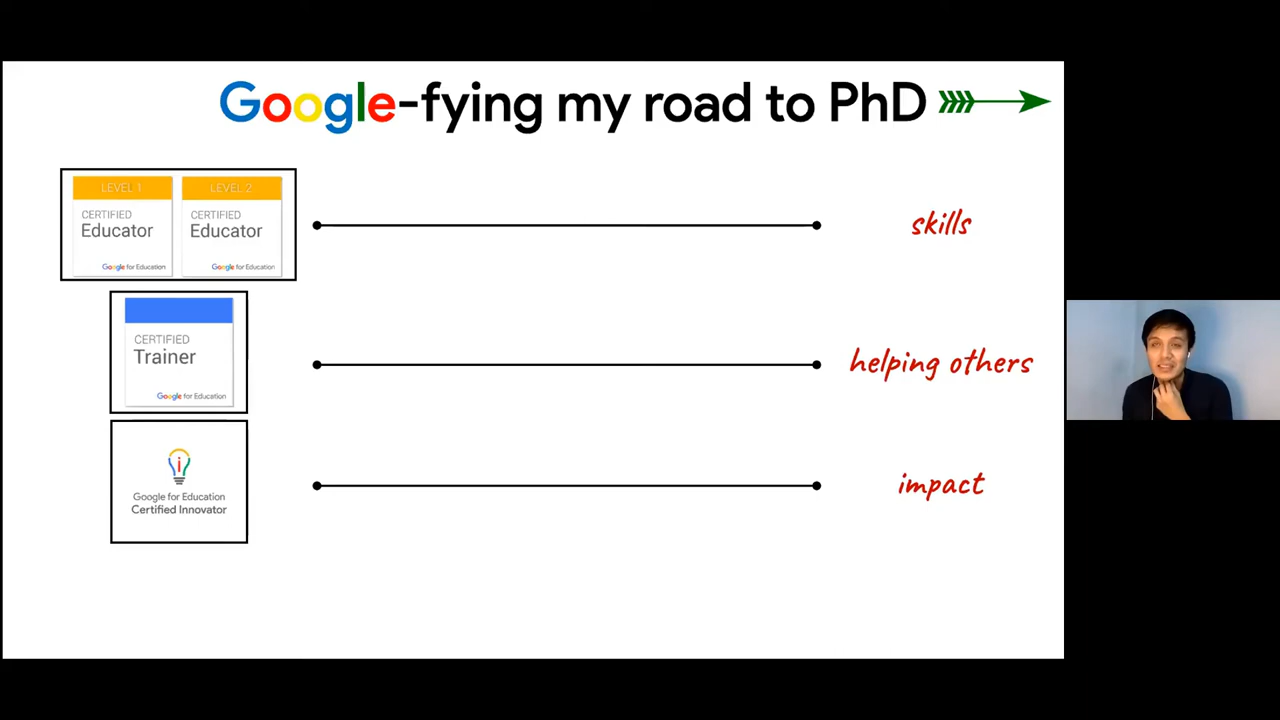 Google-fying my road to PhD
LEVEL 1
CERTIFIED
Educator
Google for Education
LEVEL 2
CERTIFIED
Educator
Google for Education
skills
CERTIFIED
Trainer
Google for Education
helping others
Google for Education
Certified Innovator
impact